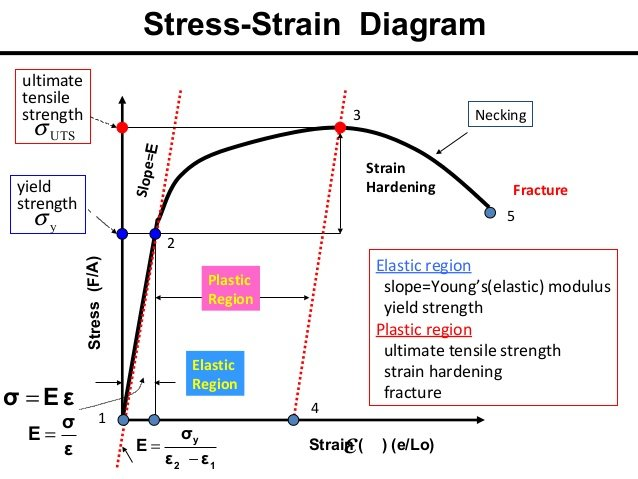 Stress-Strain Diagram
ultimate
tensile
strength
σUTS
3
Necking
Slope=E
Strain
Hardening
yield
strength
σy
Fracture
5
2
Stress (F/A)
Plastic
Region
Elastic region
slope=Young's(elastic) modulus
yield strength
Plastic region
ultimate tensile strength
strain hardening
fracture
Elastic
Region
σ = E ε
1
4
E = σ/ε
E = σy/(ε2 − ε1)
Strain (ε) (e/Lo)